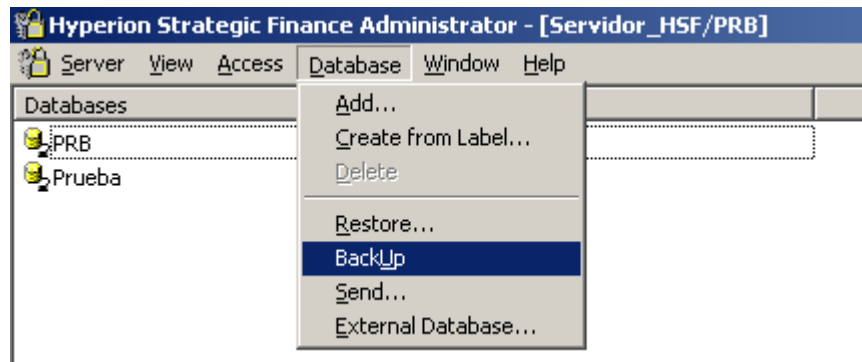 Hyperion Strategic Finance Administrator - [Servidor_HSF/PRB]
Server View Access Database Window Help
Databases
Add...
PRB
Create from Label...
Prueba
Delete
Restore...
BackUp
Send...
External Database...